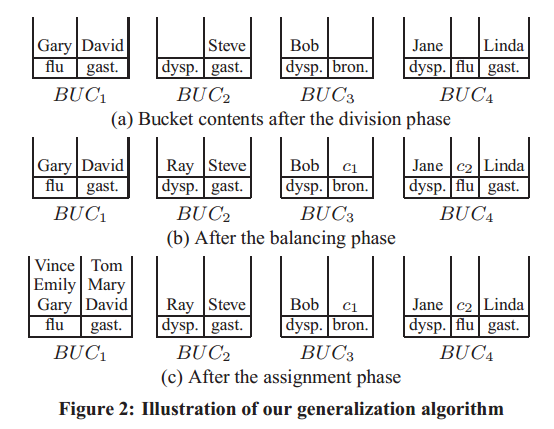 Gary David Steve Bob Jane Linda
flu gast. dysp. gast. dysp. bron. dysp. flu gast.
BUC1 BUC2 BUC3 BUC4
(a) Bucket contents after the division phase
Gary David Ray Steve Bob c1 Jane c2 Linda
flu gast. dysp. gast. dysp. bron. dysp. flu gast.
BUC1 BUC2 BUC3 BUC4
(b) After the balancing phase
Vince Tom
Emily Mary
Gary David Ray Steve Bob c1 Jane c2 Linda
flu gast. dysp. gast. dysp. bron. dysp. flu gast.
BUC1 BUC2 BUC3 BUC4
(c) After the assignment phase
Figure 2: Illustration of our generalization algorithm